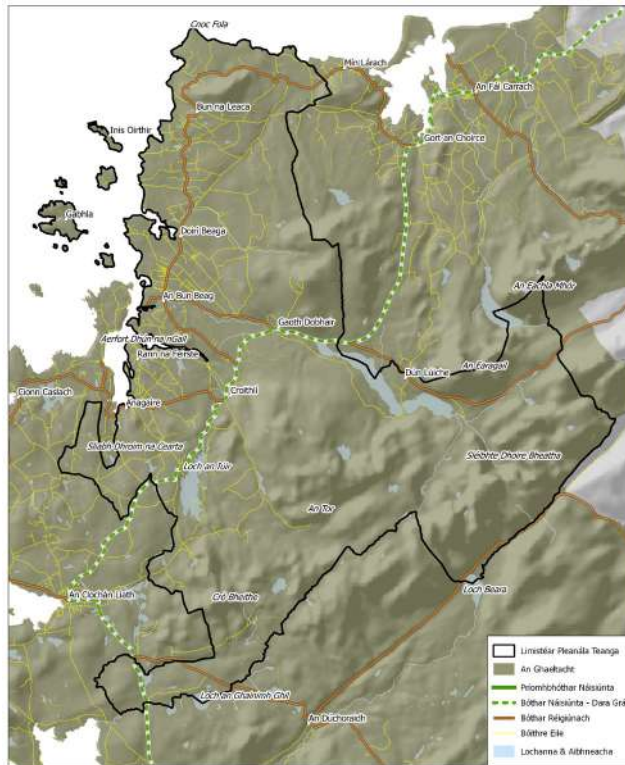 Cnoc Fola
Mín Lárach
An Fál Carrach
Bun na Leaca
Gort an Choirce
Inis Oirthir
Gabhla
Doirí Beaga
An Eachla Mhór
An Bun Beag
Gaoth Dobhair
Aerfort Dhún na nGall
Rann na Feirste
Dún Lúiche
An Earagail
Cionn Caslach
Croithlí
Anagaire
Sliabh Dhroim na Cearta
Loch an Iúir
Sléibhte Dhoire Bheatha
An Tor
Loch Beara
An Clochán Liath
Cró Bheithe
Loch an Ghainimh Ghil
An Dúchoraidh
Limistéar Pleanála Teanga
An Ghaeltacht
Príomhbhóthar Náisiúnta
Bóthar Náisiúnta - Dara Grá
Bóthar Réigiúnach
Bóithre Eile
Lochanna & Aibhneacha